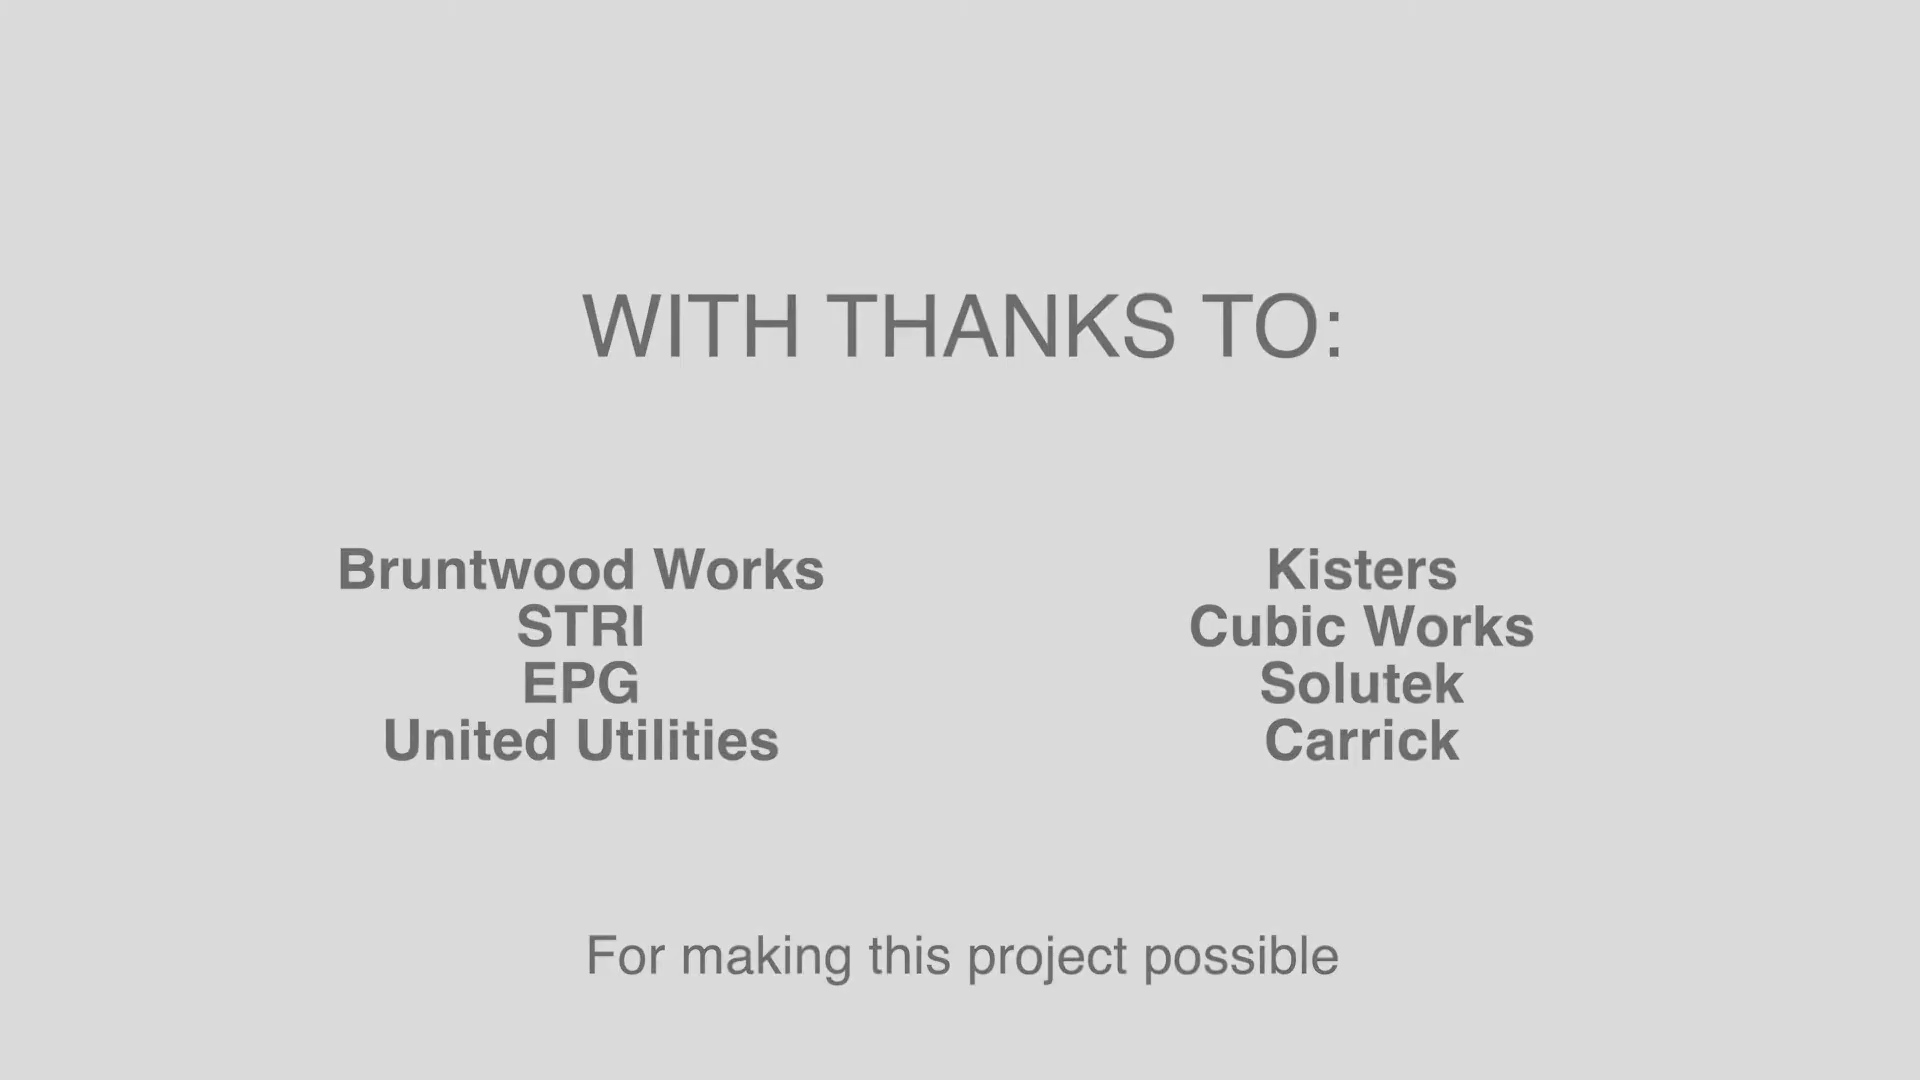 WITH THANKS TO:
Bruntwood Works
STRI
EPG
United Utilities
Kisters
Cubic Works
Solutek
Carrick
For making this project possible